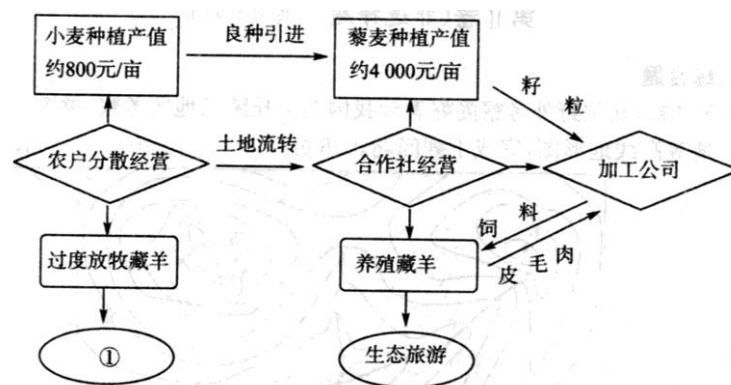 小麦种植产值
约800元/亩
良种引进
藜麦种植产值
约4 000元/亩
籽粒
农户分散经营
土地流转
合作社经营
加工公司
饲料
皮毛肉
过度放牧藏羊
养殖藏羊
①
生态旅游